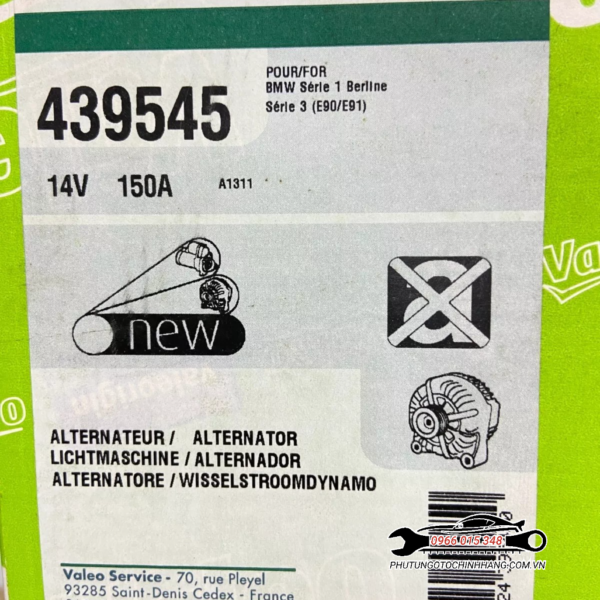 POUR/FOR
BMW Série 1 Berline
Série 3 (E90/E91)
439545
14V 150A A1311
new
a
Va
ALTERNATEUR / ALTERNATOR
LICHTMASCHINE / ALTERNADOR
ALTERNATORE / WISSELSTROOMDYNAMO
0966 015 348
PHUTUNGOTOCHINHHANG.COM.VN
Valeo Service - 70, rue Pleyel
93285 Saint-Denis Cedex - France